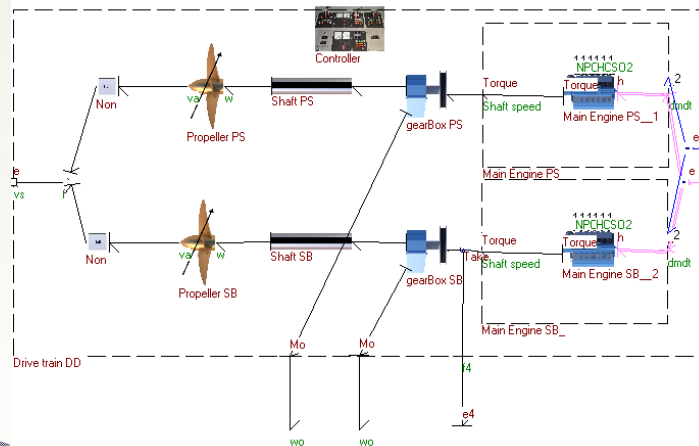 Controller
NPCHCSO2
Torque
Torque
h
Non
va
w
Shaft PS
Shaft speed
dmdt
Propeller PS
gearBox PS
Main Engine PS__1
e
e
vs
f
e
Main Engine PS
NPCHCSO2
2
2
Torque
Torque
h
Non
va
w
Shaft SB
Take
Shaft speed
dmdt
Propeller SB
gearBox SB
Main Engine SB__2
Main Engine SB_
Mo
Mo
Drive train DD
f4
e4
wo
wo